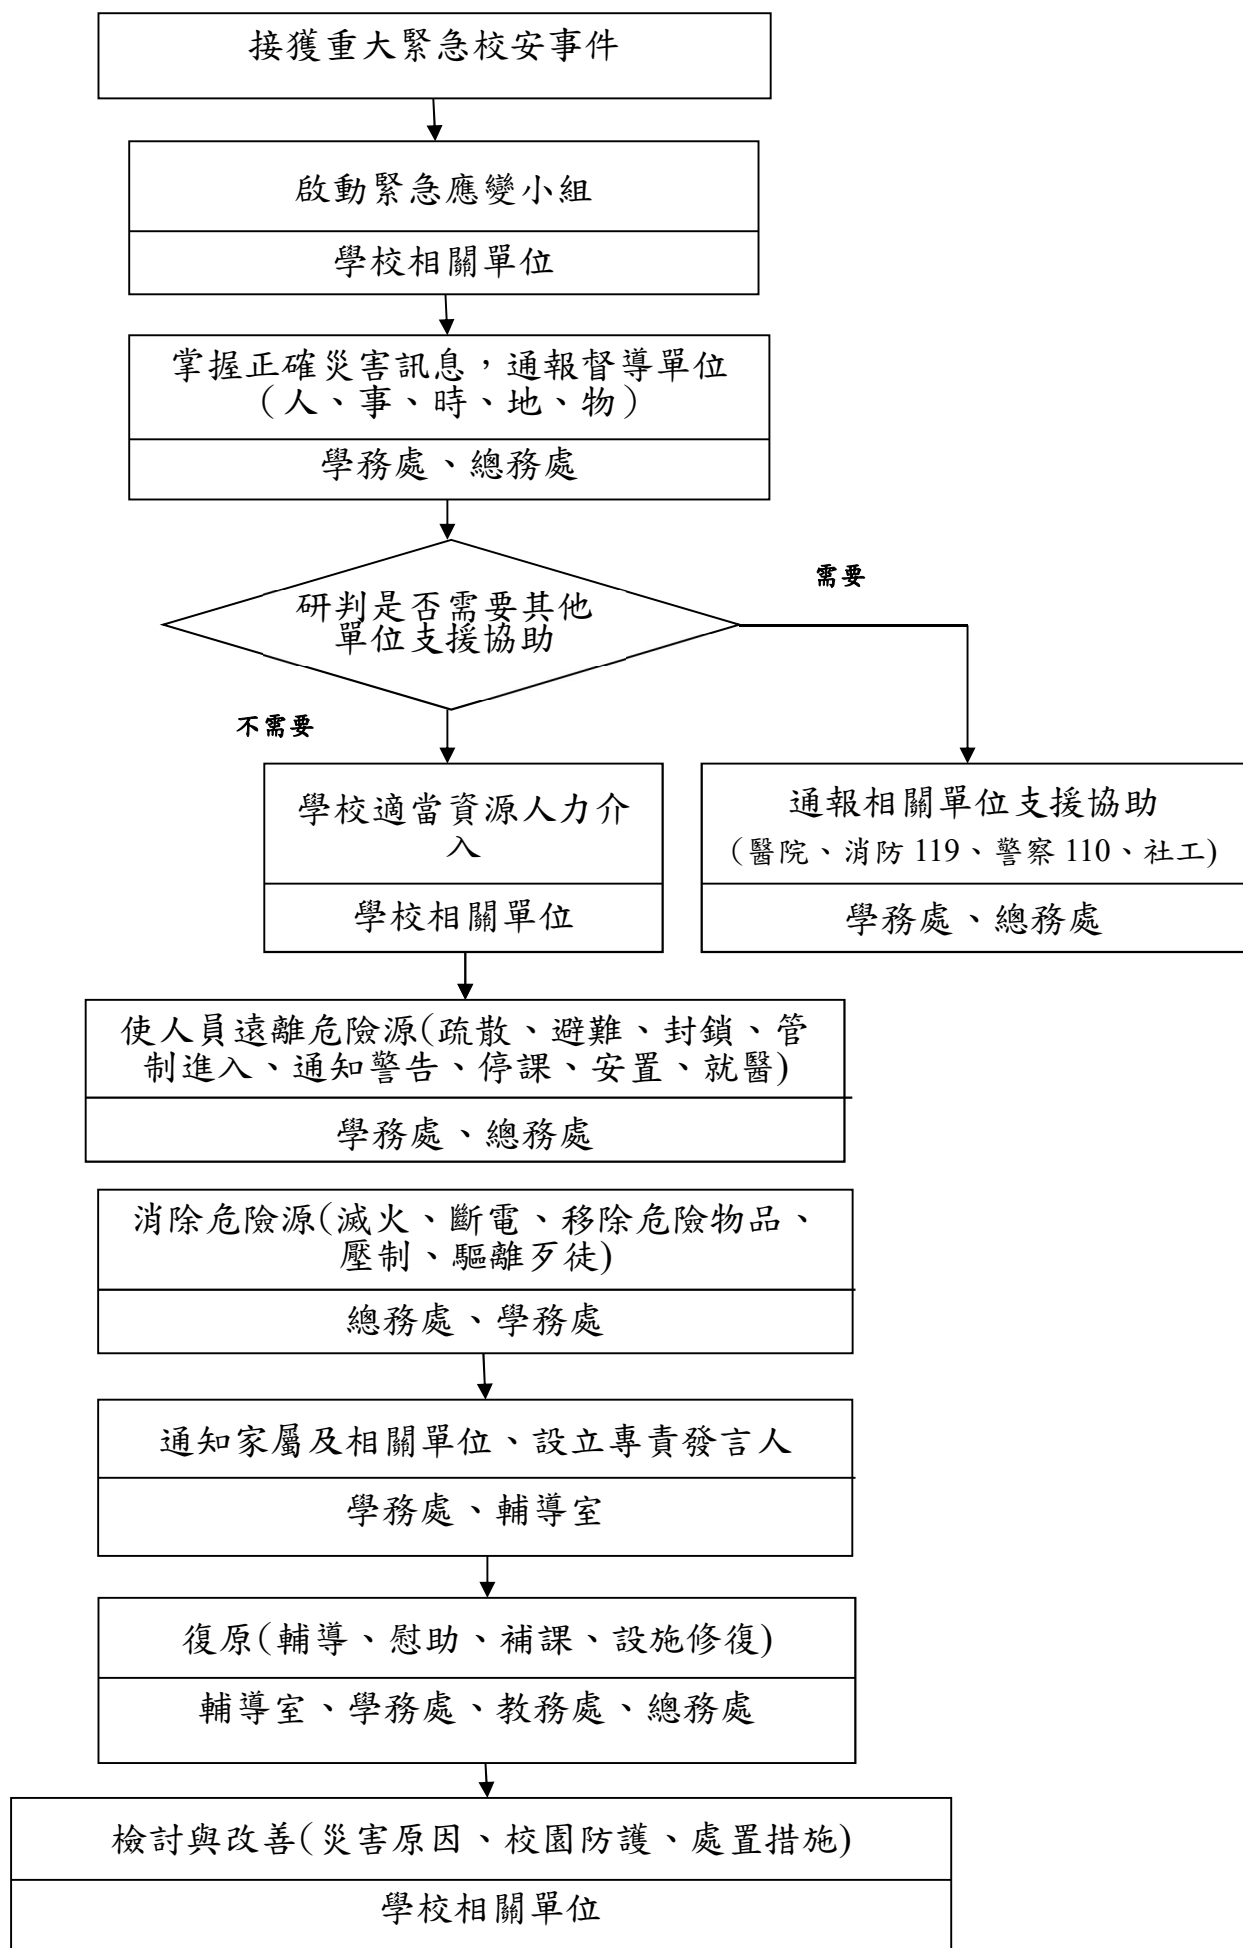 接獲重大緊急校安事件
啟動緊急應變小組
學校相關單位
掌握正確災害訊息，通報督導單位
（人、事、時、地、物）
學務處、總務處
需要
研判是否需要其他
單位支援協助
不需要
學校適當資源人力介
入
學校相關單位
通報相關單位支援協助
（醫院、消防 119、警察 110、社工)
學務處、總務處
使人員遠離危險源(疏散、避難、封鎖、管
制進入、通知警告、停課、安置、就醫)
學務處、總務處
消除危險源(滅火、斷電、移除危險物品、
壓制、驅離歹徒)
總務處、學務處
通知家屬及相關單位、設立專責發言人
學務處、輔導室
復原(輔導、慰助、補課、設施修復)
輔導室、學務處、教務處、總務處
檢討與改善(災害原因、校園防護、處置措施)
學校相關單位